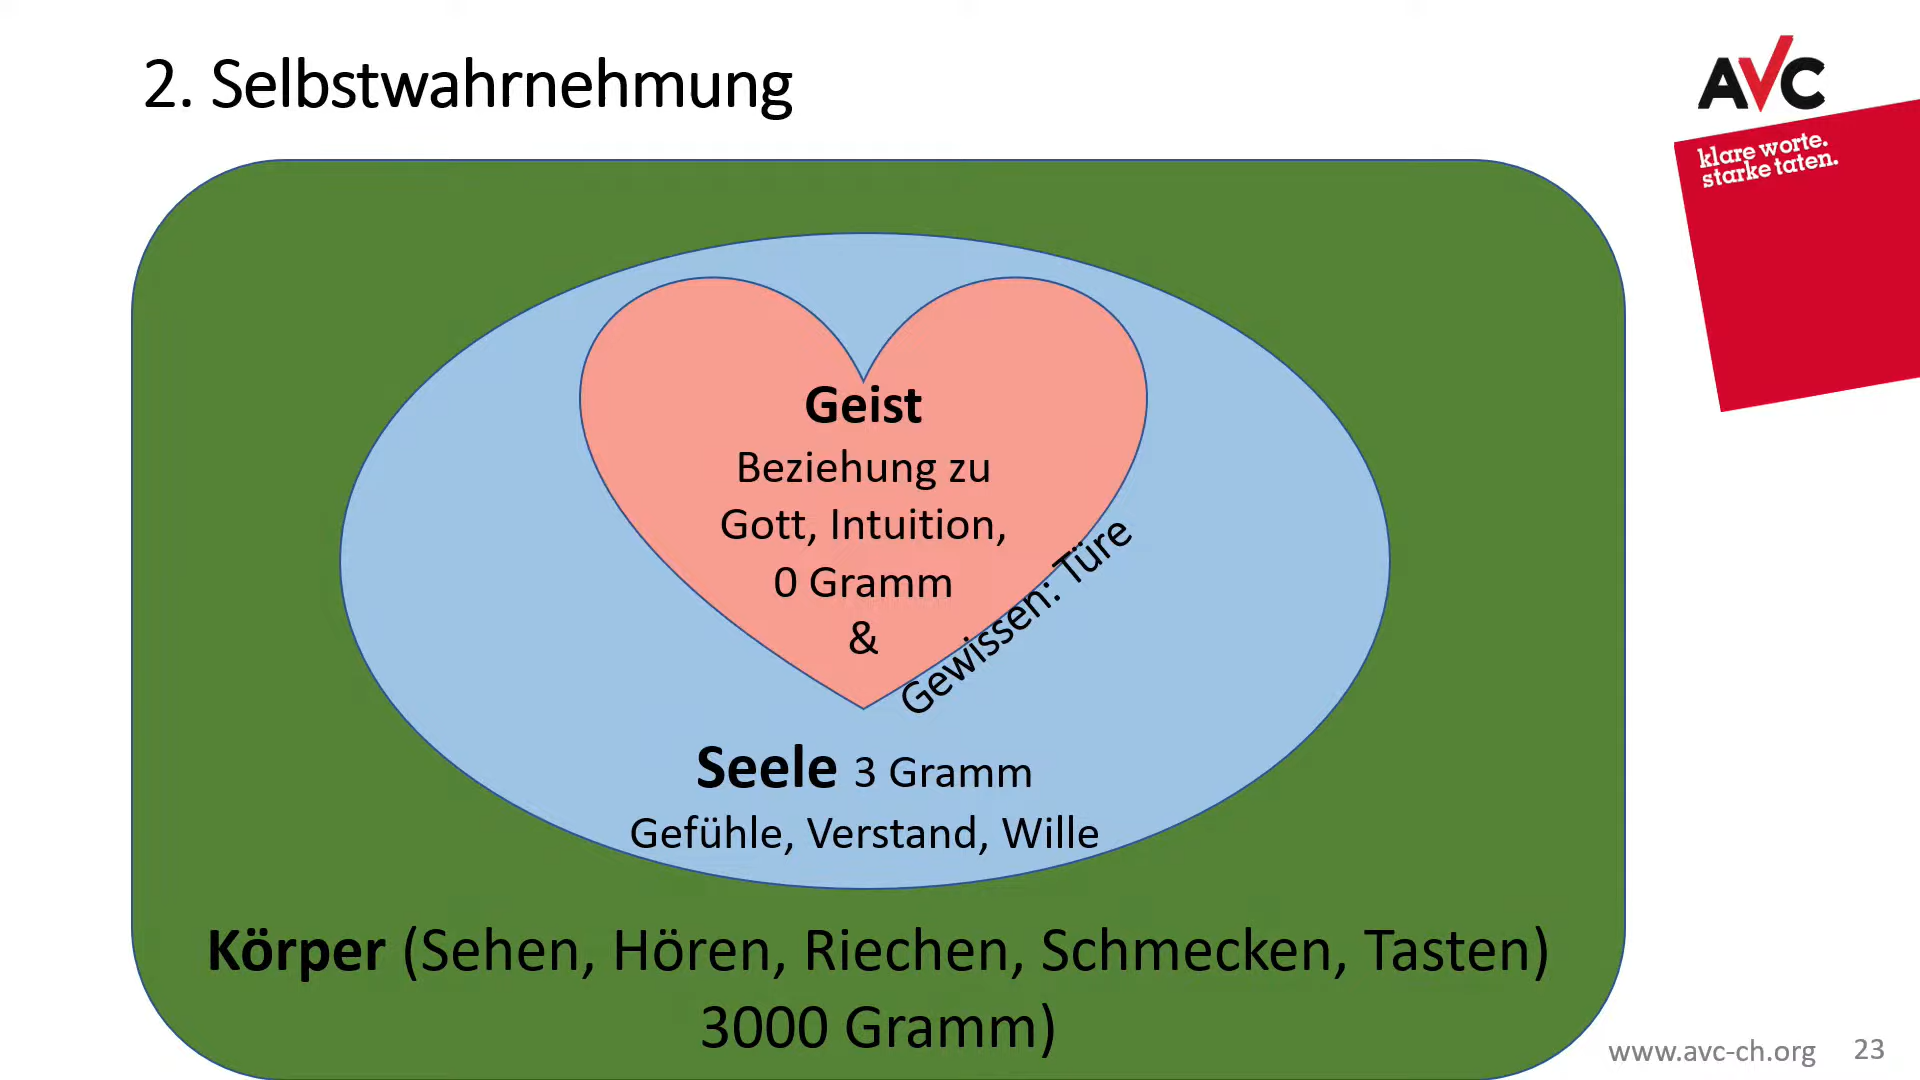 2. Selbstwahrnehmung
AVC
klare worte.
starke taten.
Geist
Beziehung zu
Gott, Intuition,
0 Gramm
&
Gewissen: Türe
Seele 3 Gramm
Gefühle, Verstand, Wille
Körper (Sehen, Hören, Riechen, Schmecken, Tasten)
3000 Gramm)
www.avc-ch.org 23